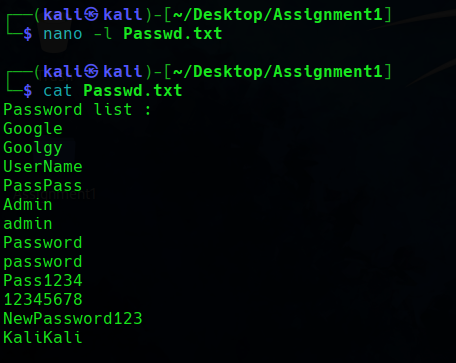 ┌──(kali㉿kali)-[~/Desktop/Assignment1]
└─$ nano -l Passwd.txt
┌──(kali㉿kali)-[~/Desktop/Assignment1]
└─$ cat Passwd.txt
Password list :
Google
Goolgy
UserName
PassPass
Admin
admin
Password
password
Pass1234
12345678
NewPassword123
KaliKali